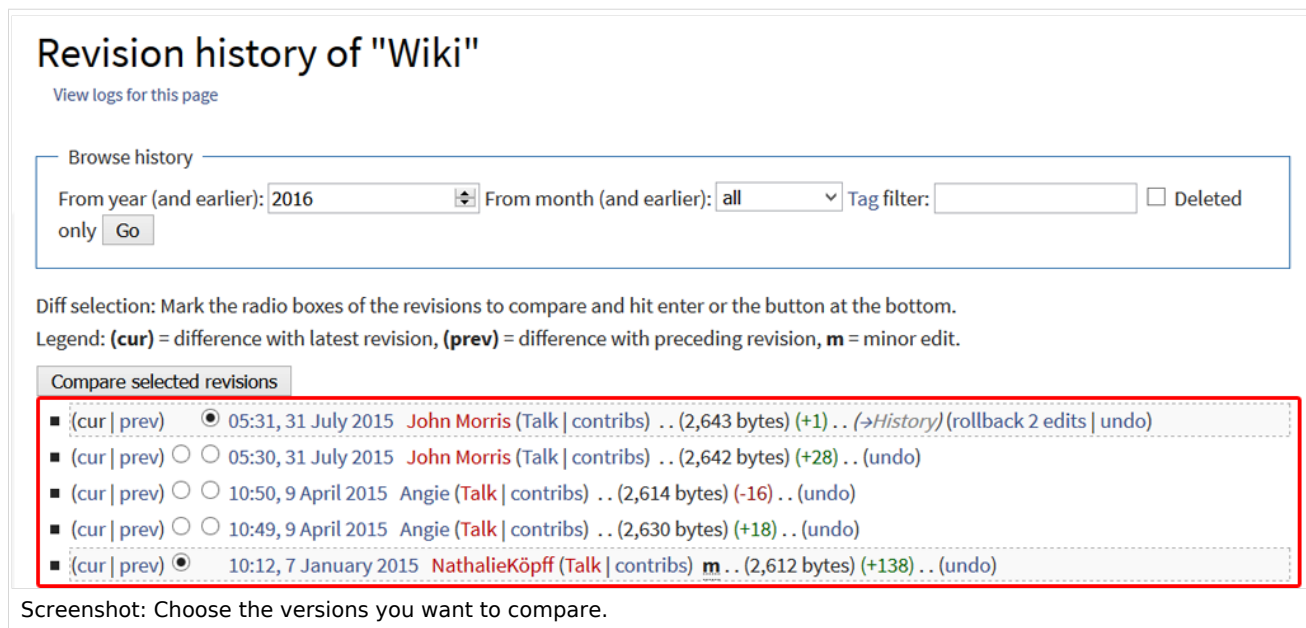 Revision history of "Wiki"
View logs for this page
Browse history
From year (and earlier): 2016 From month (and earlier): all Tag filter: Deleted
only Go
Diff selection: Mark the radio boxes of the revisions to compare and hit enter or the button at the bottom.
Legend: (cur) = difference with latest revision, (prev) = difference with preceding revision, m = minor edit.
Compare selected revisions
(cur | prev) 05:31, 31 July 2015 John Morris (Talk | contribs) . . (2,643 bytes) (+1) . . (→History) (rollback 2 edits | undo)
(cur | prev) 05:30, 31 July 2015 John Morris (Talk | contribs) . . (2,642 bytes) (+28) . . (undo)
(cur | prev) 10:50, 9 April 2015 Angie (Talk | contribs) . . (2,614 bytes) (-16) . . (undo)
(cur | prev) 10:49, 9 April 2015 Angie (Talk | contribs) . . (2,630 bytes) (+18) . . (undo)
(cur | prev) 10:12, 7 January 2015 NathalieKöpff (Talk | contribs) m . . (2,612 bytes) (+138) . . (undo)
Screenshot: Choose the versions you want to compare.